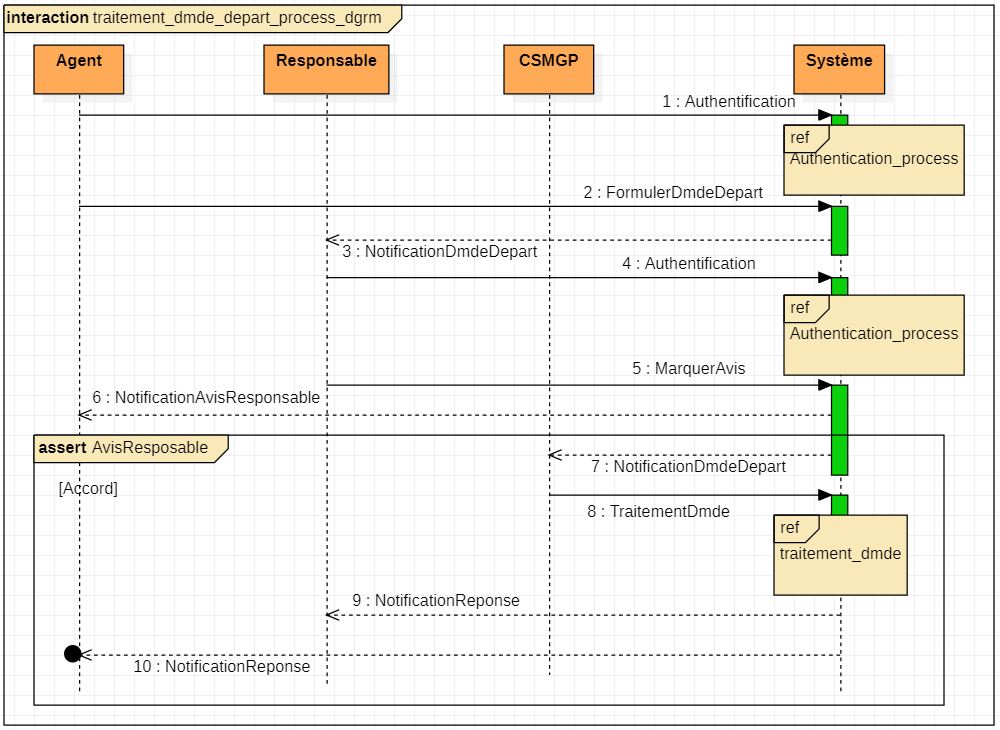 interaction traitement_dmde_depart_process_dgrm
Agent
Responsable
CSMGP
Système
1 : Authentification
ref
Authentication_process
2 : FormulerDmdeDepart
3 : NotificationDmdeDepart
4 : Authentification
ref
Authentication_process
5 : MarquerAvis
6 : NotificationAvisResponsable
assert AvisResposable
7 : NotificationDmdeDepart
[Accord]
8 : TraitementDmde
ref
traitement_dmde
9 : NotificationReponse
10 : NotificationReponse